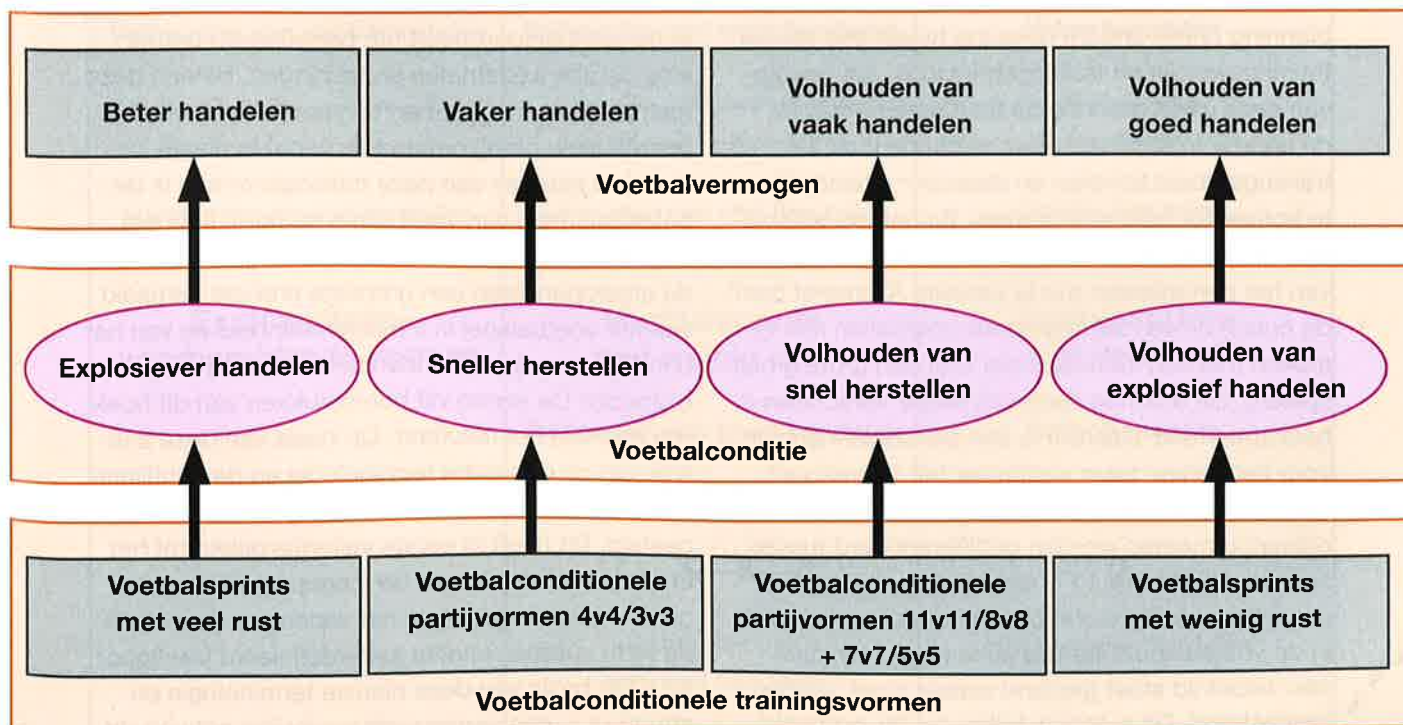 Beter handelen
Vaker handelen
Volhouden van
vaak handelen
Volhouden van
goed handelen
Voetbalvermogen
Explosiever handelen
Sneller herstellen
Volhouden van
snel herstellen
Volhouden van
explosief handelen
Voetbalconditie
Voetbalsprints
met veel rust
Voetbalconditionele
partijvormen 4v4/3v3
Voetbalconditionele
partijvormen 11v11/8v8
+ 7v7/5v5
Voetbalsprints
met weinig rust
Voetbalconditionele trainingsvormen